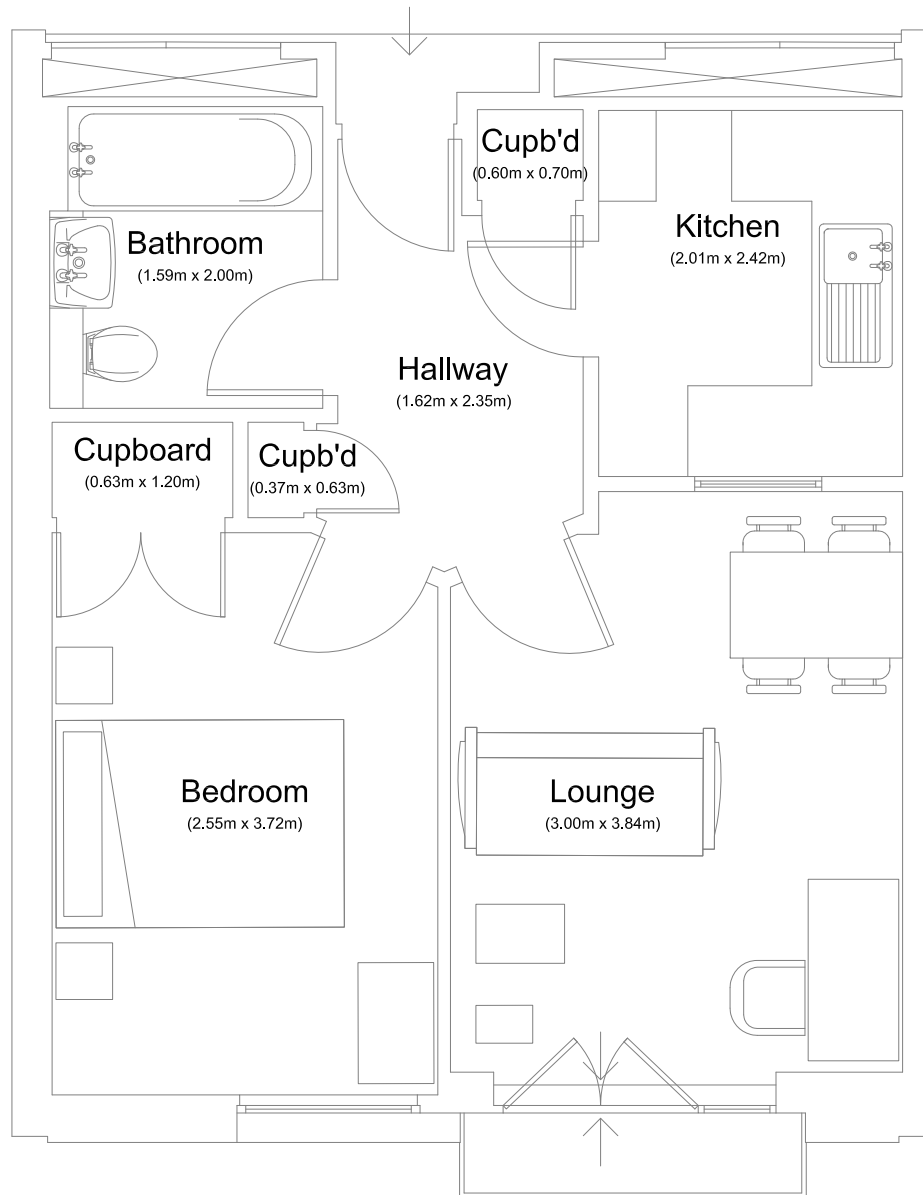 Cupb'd
(0.60m x 0.70m)
Kitchen
(2.01m x 2.42m)
Bathroom
(1.59m x 2.00m)
Hallway
(1.62m x 2.35m)
Cupboard
(0.63m x 1.20m)
Cupb'd
(0.37m x 0.63m)
Bedroom
(2.55m x 3.72m)
Lounge
(3.00m x 3.84m)